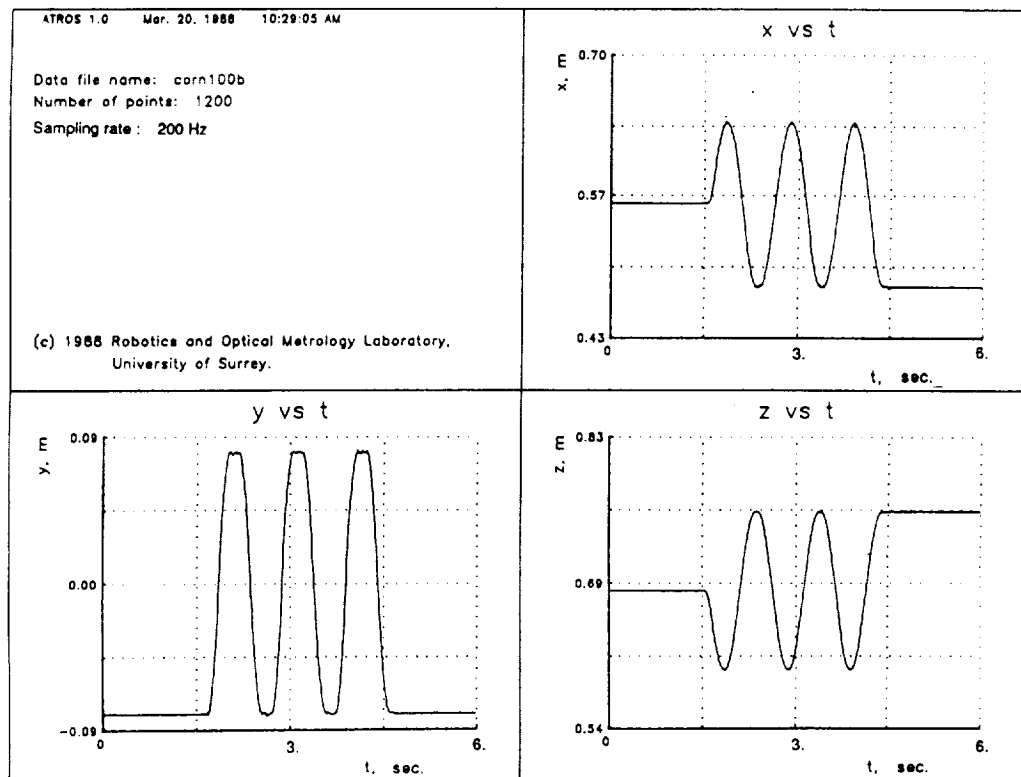 ATROS 1.0 Mar. 20, 1988 10:29:05 AM
Data file name: corn100b
Number of points: 1200
Sampling rate : 200 Hz
(c) 1988 Robotics and Optical Metrology Laboratory,
University of Surrey.
x vs t
x, m
0.70
0.57
0.43
0
3.
6.
t, sec.
y vs t
y, m
0.09
0.00
-0.09
0
3.
6.
t, sec.
z vs t
z, m
0.83
0.69
0.54
0
3.
6.
t, sec.